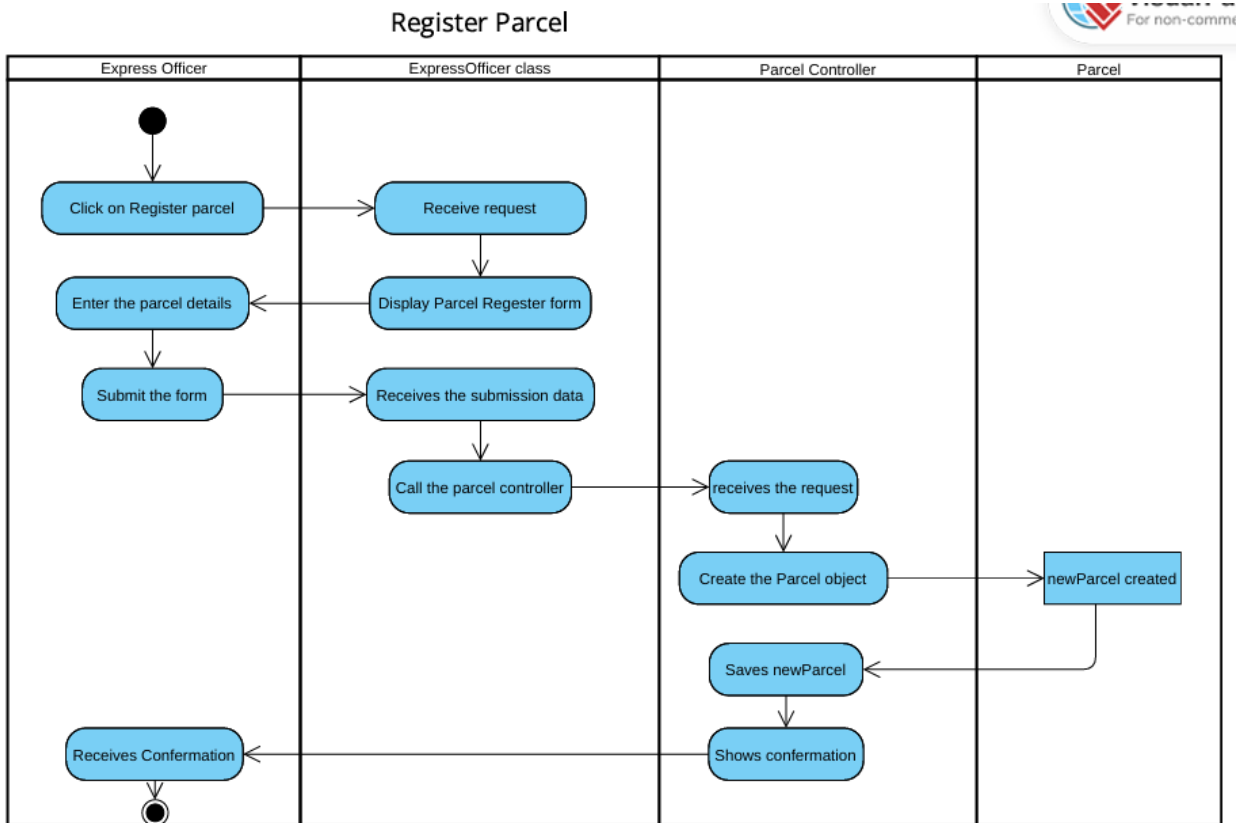 Register Parcel
For non-comme
Express Officer
ExpressOfficer class
Parcel Controller
Parcel
Click on Register parcel
Receive request
Enter the parcel details
Display Parcel Regester form
Submit the form
Receives the submission data
Call the parcel controller
receives the request
Create the Parcel object
newParcel created
Saves newParcel
Receives Confermation
Shows confermation